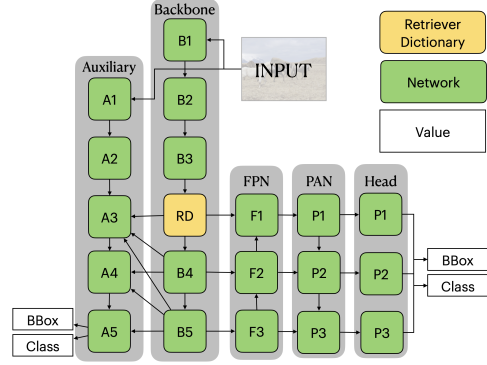 Backbone
Retriever
Dictionary
B1
INPUT
Auxiliary
Network
A1
B2
Value
A2
B3
FPN
PAN
Head
A3
RD
F1
P1
P1
A4
B4
F2
P2
P2
BBox
Class
BBox
Class
A5
B5
F3
P3
P3